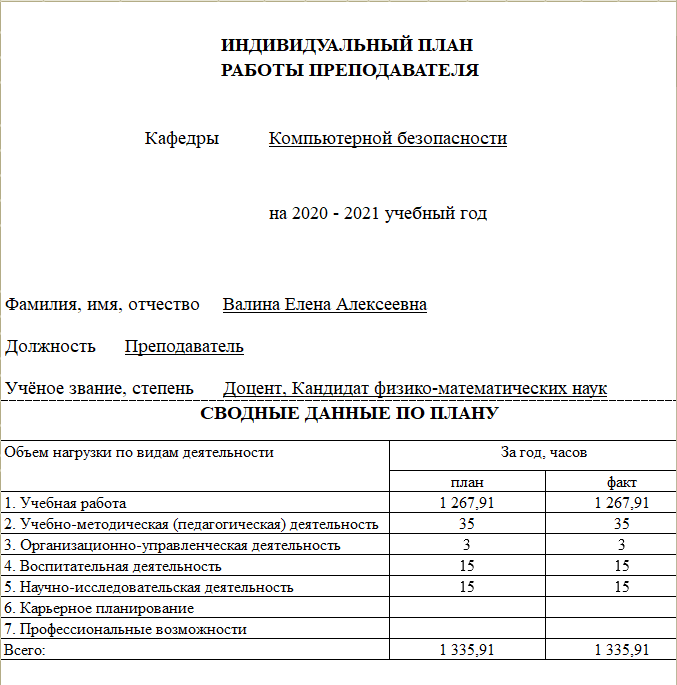 ИНДИВИДУАЛЬНЫЙ ПЛАН
РАБОТЫ ПРЕПОДАВАТЕЛЯ
Кафедры Компьютерной безопасности
на 2020 - 2021 учебный год
Фамилия, имя, отчество Валина Елена Алексеевна
Должность Преподаватель
Учёное звание, степень Доцент, Кандидат физико-математических наук
СВОДНЫЕ ДАННЫЕ ПО ПЛАНУ
Объем нагрузки по видам деятельности За год, часов
план факт
1. Учебная работа 1 267,91 1 267,91
2. Учебно-методическая (педагогическая) деятельность 35 35
3. Организационно-управленческая деятельность 3 3
4. Воспитательная деятельность 15 15
5. Научно-исследовательская деятельность 15 15
6. Карьерное планирование
7. Профессиональные возможности
Всего: 1 335,91 1 335,91